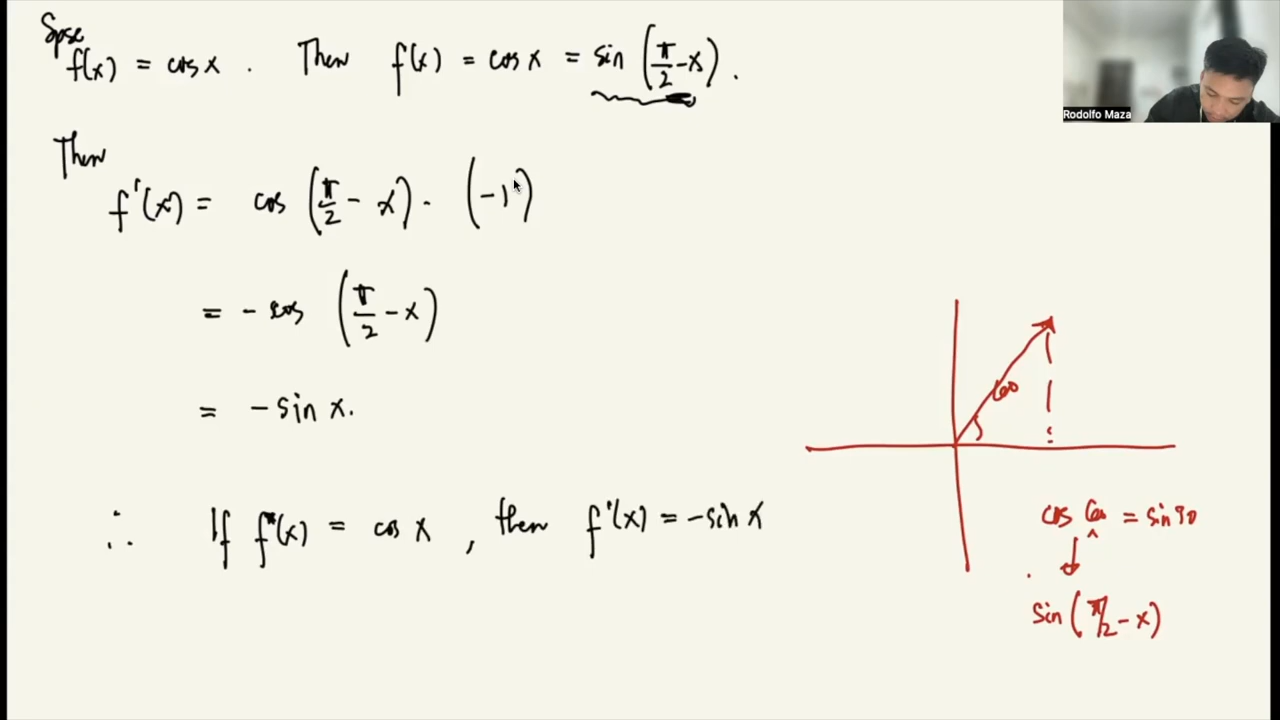 Spse
f(x) = cos x . Then f(x) = cos x = sin (π/2 - x) .
Rodolfo Maza
Then
f'(x) = cos (π/2 - x) · (-1)
= - cos (π/2 - x)
= - sin x.
60
∴ If f(x) = cos x , then f'(x) = - sin x
cos 60 = sin 30
sin (π/2 - x)